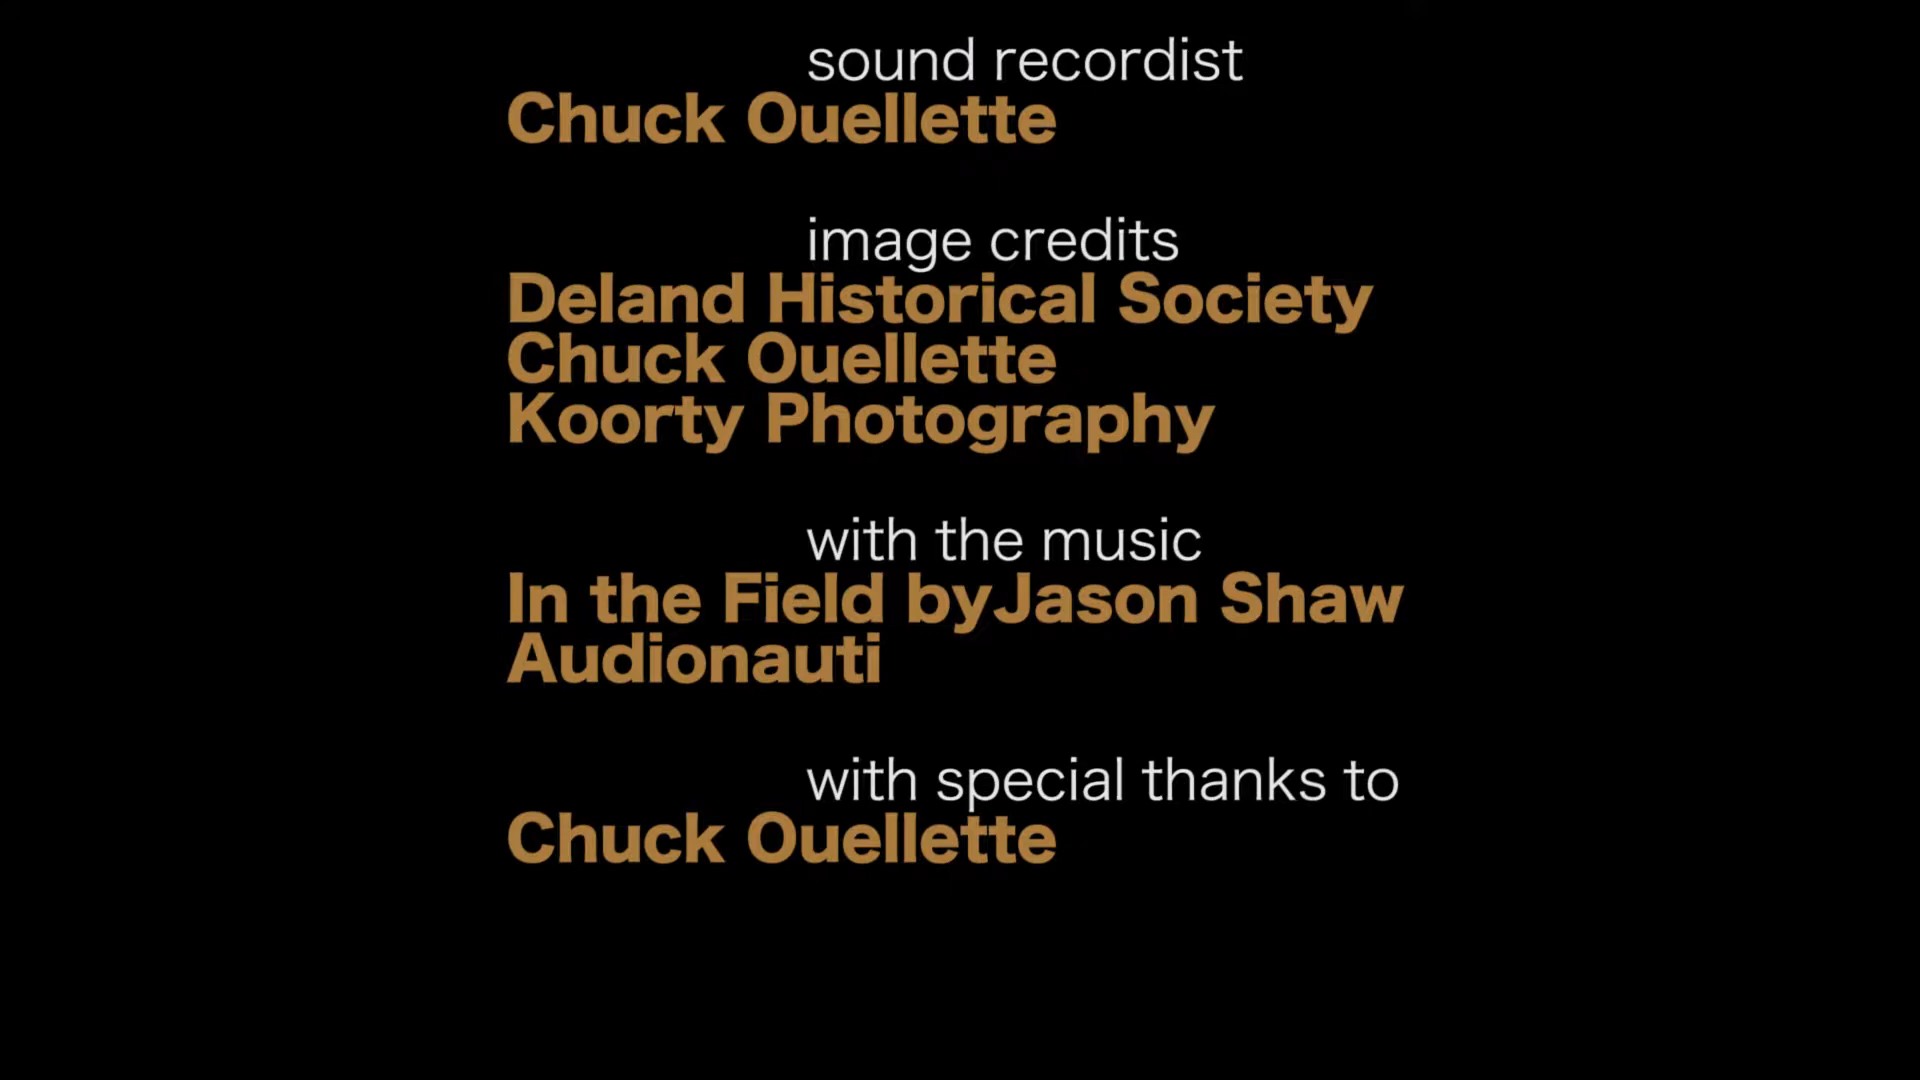 sound recordist
Chuck Ouellette
image credits
Deland Historical Society
Chuck Ouellette
Koorty Photography
with the music
In the Field byJason Shaw
Audionauti
with special thanks to
Chuck Ouellette